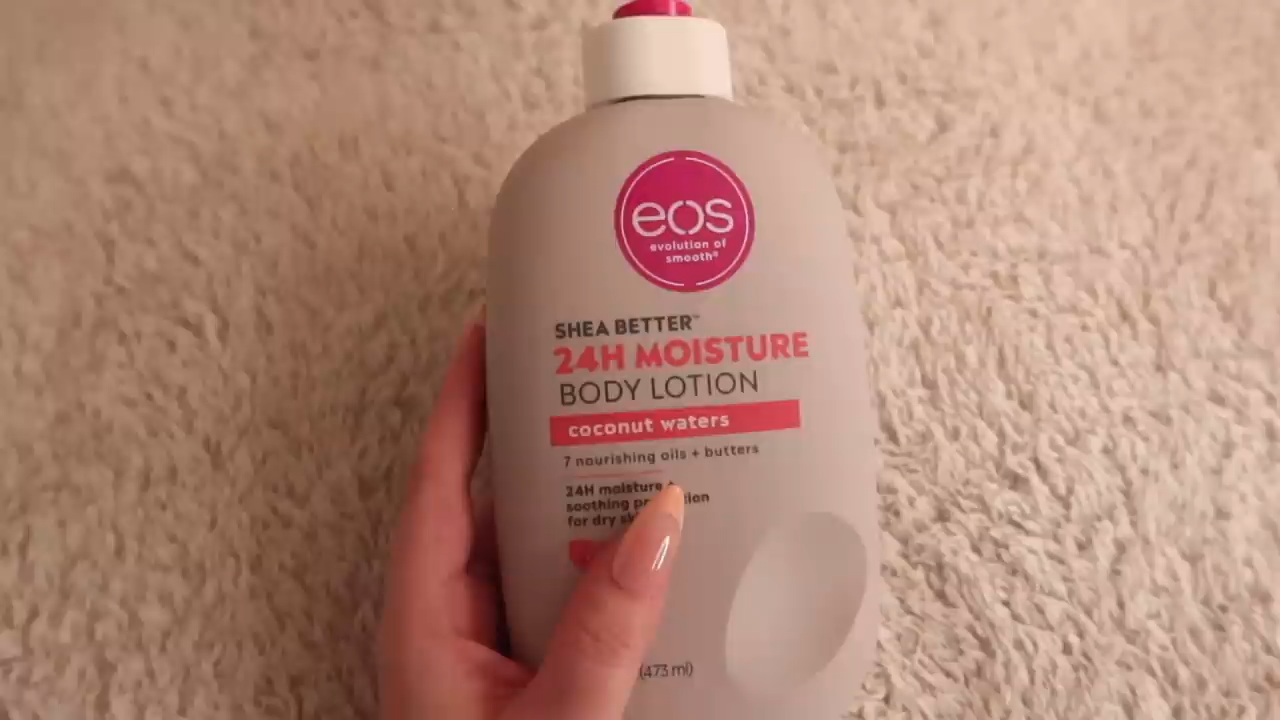 eos
evolution of
smooth®
SHEA BETTER™
24H MOISTURE
BODY LOTION
coconut waters
7 nourishing oils + butters
24H moisture
soothing
for dry
(473 ml)